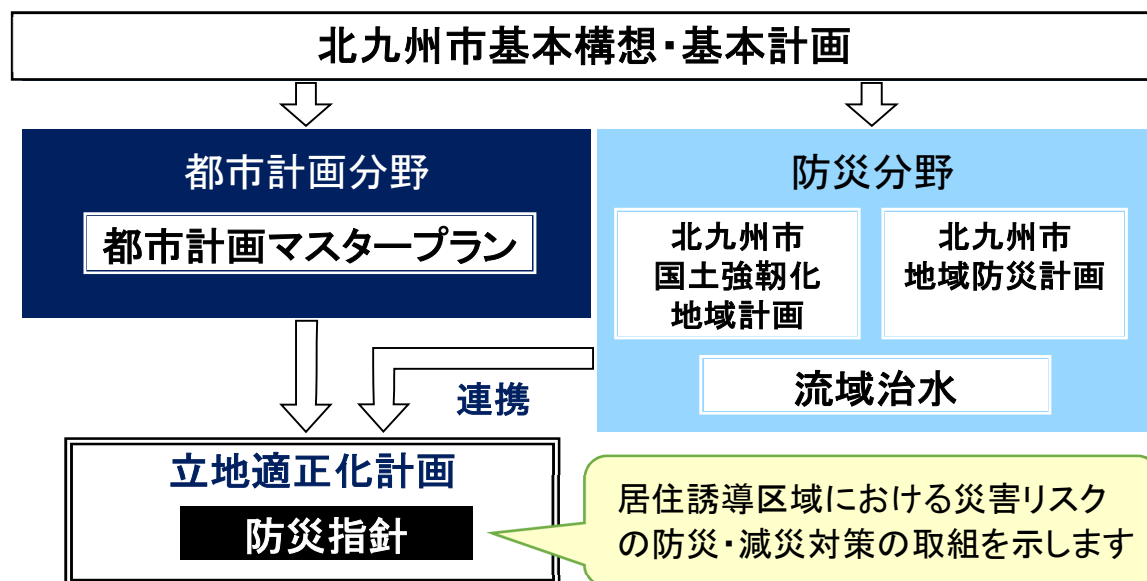 北九州市基本構想・基本計画
都市計画分野
都市計画マスタープラン
防災分野
北九州市
国土強靭化
地域計画
北九州市
地域防災計画
流域治水
連携
立地適正化計画
防災指針
居住誘導区域における災害リスク
の防災・減災対策の取組を示します